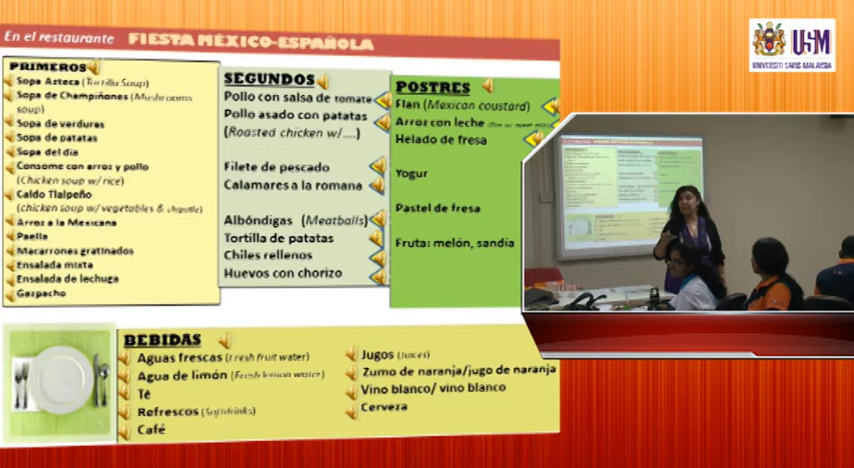 En el restaurante FIESTA MÉXICO-ESPAÑOLA
PRIMEROS
Sopa Azteca (Tortilla Soup)
Sopa de Champiñones (Mushrooms
soup)
Sopa de verduras
Sopa de patatas
Sopa del día
Consome con arroz y pollo
(Chicken soup w/ rice)
Caldo Tlalpeño
(chicken soup w/ vegetables & chipotle)
Arroz a la Mexicana
Paella
Macarrones gratinados
Ensalada mixta
Ensalada de lechuga
Gazpacho
SEGUNDOS
Pollo con salsa de tomate
Pollo asado con patatas
(Roasted chicken w/....)
Filete de pescado
Calamares a la romana
Albóndigas (Meatballs)
Tortilla de patatas
Chiles rellenos
Huevos con chorizo
POSTRES
Flan (Mexican coustard)
Arroz con leche
Helado de fresa
Yogur
Pastel de fresa
Fruta: melón, sandía
BEBIDAS
Aguas frescas (Fresh fruit water)
Agua de limón (Fresh lemon water)
Té
Refrescos (Softdrinks)
Café
Jugos (Juices)
Zumo de naranja/jugo de naranja
Vino blanco/ vino blanco
Cerveza
USM
UNIVERSITI SAINS MALAYSIA